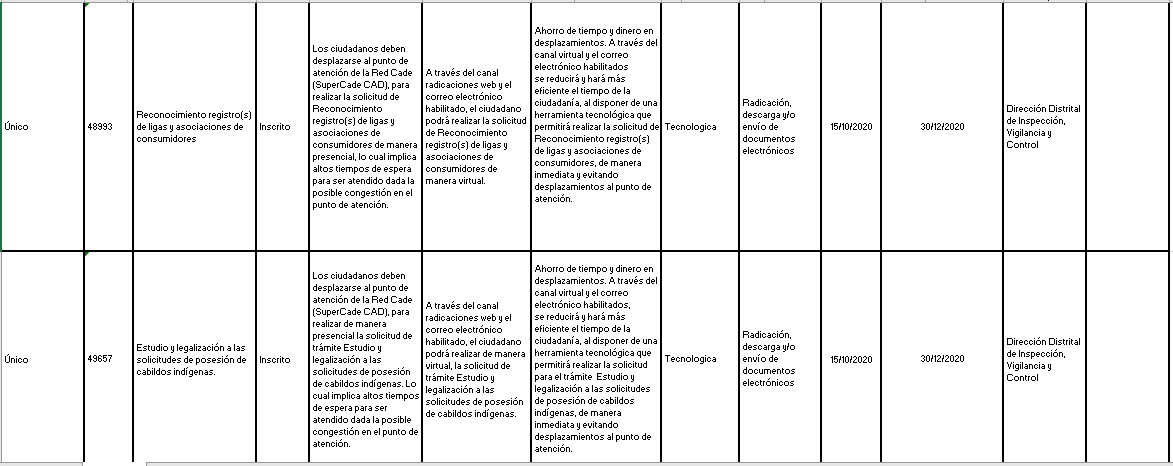 Único
48993
Reconocimiento registro(s)
de ligas y asociaciones de
consumidores
Inscrito
Los ciudadanos deben
desplazarse al punto de
atención de la Red Cade
(SuperCade CAD), para
realizar la solicitud de
Reconocimiento
registro(s) de ligas y
asociaciones de
consumidores de manera
presencial, lo cual implica
altos tiempos de espera
para ser atendido dada la
posible congestión en el
punto de atención.
A través del canal
radicaciones web y el
correo electrónico
habilitado, el ciudadano
podrá realizar la solicitud
de Reconocimiento
registro(s) de ligas y
asociaciones de
consumidores de
manera virtual.
Ahorro de tiempo y dinero en
desplazamientos. A través del
canal virtual y el correo
electrónico habilitados
se reducirá y hará más
eficiente el tiempo de la
ciudadanía, al disponer de una
herramienta tecnológica que
permitirá realizar la solicitud de
Reconocimiento registro(s)
de ligas y asociaciones de
consumidores, de manera
inmediata y evitando
desplazamientos al punto de
atención.
Tecnologica
Radicación,
descarga y/o
envío de
documentos
electrónicos
15/10/2020
30/12/2020
Dirección Distrital
de Inspección,
Vigilancia y
Control
Único
49657
Estudio y legalización a las
solicitudes de posesión de
cabildos indígenas.
Inscrito
Los ciudadanos deben
desplazarse al punto de
atención de la Red Cade
(SuperCade CAD), para
realizar de manera
presencial la solicitud de
trámite Estudio y
legalización a las
solicitudes de posesión
de cabildos indígenas. Lo
cual implica altos tiempos
de espera para ser
atendido dada la posible
congestión en el punto de
atención.
A través del canal
radicaciones web y el
correo electrónico
habilitado, el ciudadano
podrá realizar de manera
virtual, la solicitud de
trámite Estudio y
legalización a las
solicitudes de posesión
de cabildos indígenas.
Ahorro de tiempo y dinero en
desplazamientos. A través del
canal virtual y el correo
electrónico habilitados,
se reducirá y hará más
eficiente el tiempo de la
ciudadanía, al disponer de una
herramienta tecnológica que
permitirá realizar la solicitud
para el trámite Estudio y
legalización a las solicitudes
de posesión de cabildos
indígenas, de manera
inmediata y evitando
desplazamientos al punto de
atención.
Tecnologica
Radicación,
descarga y/o
envío de
documentos
electrónicos
15/10/2020
30/12/2020
Dirección Distrital
de Inspección,
Vigilancia y
Control